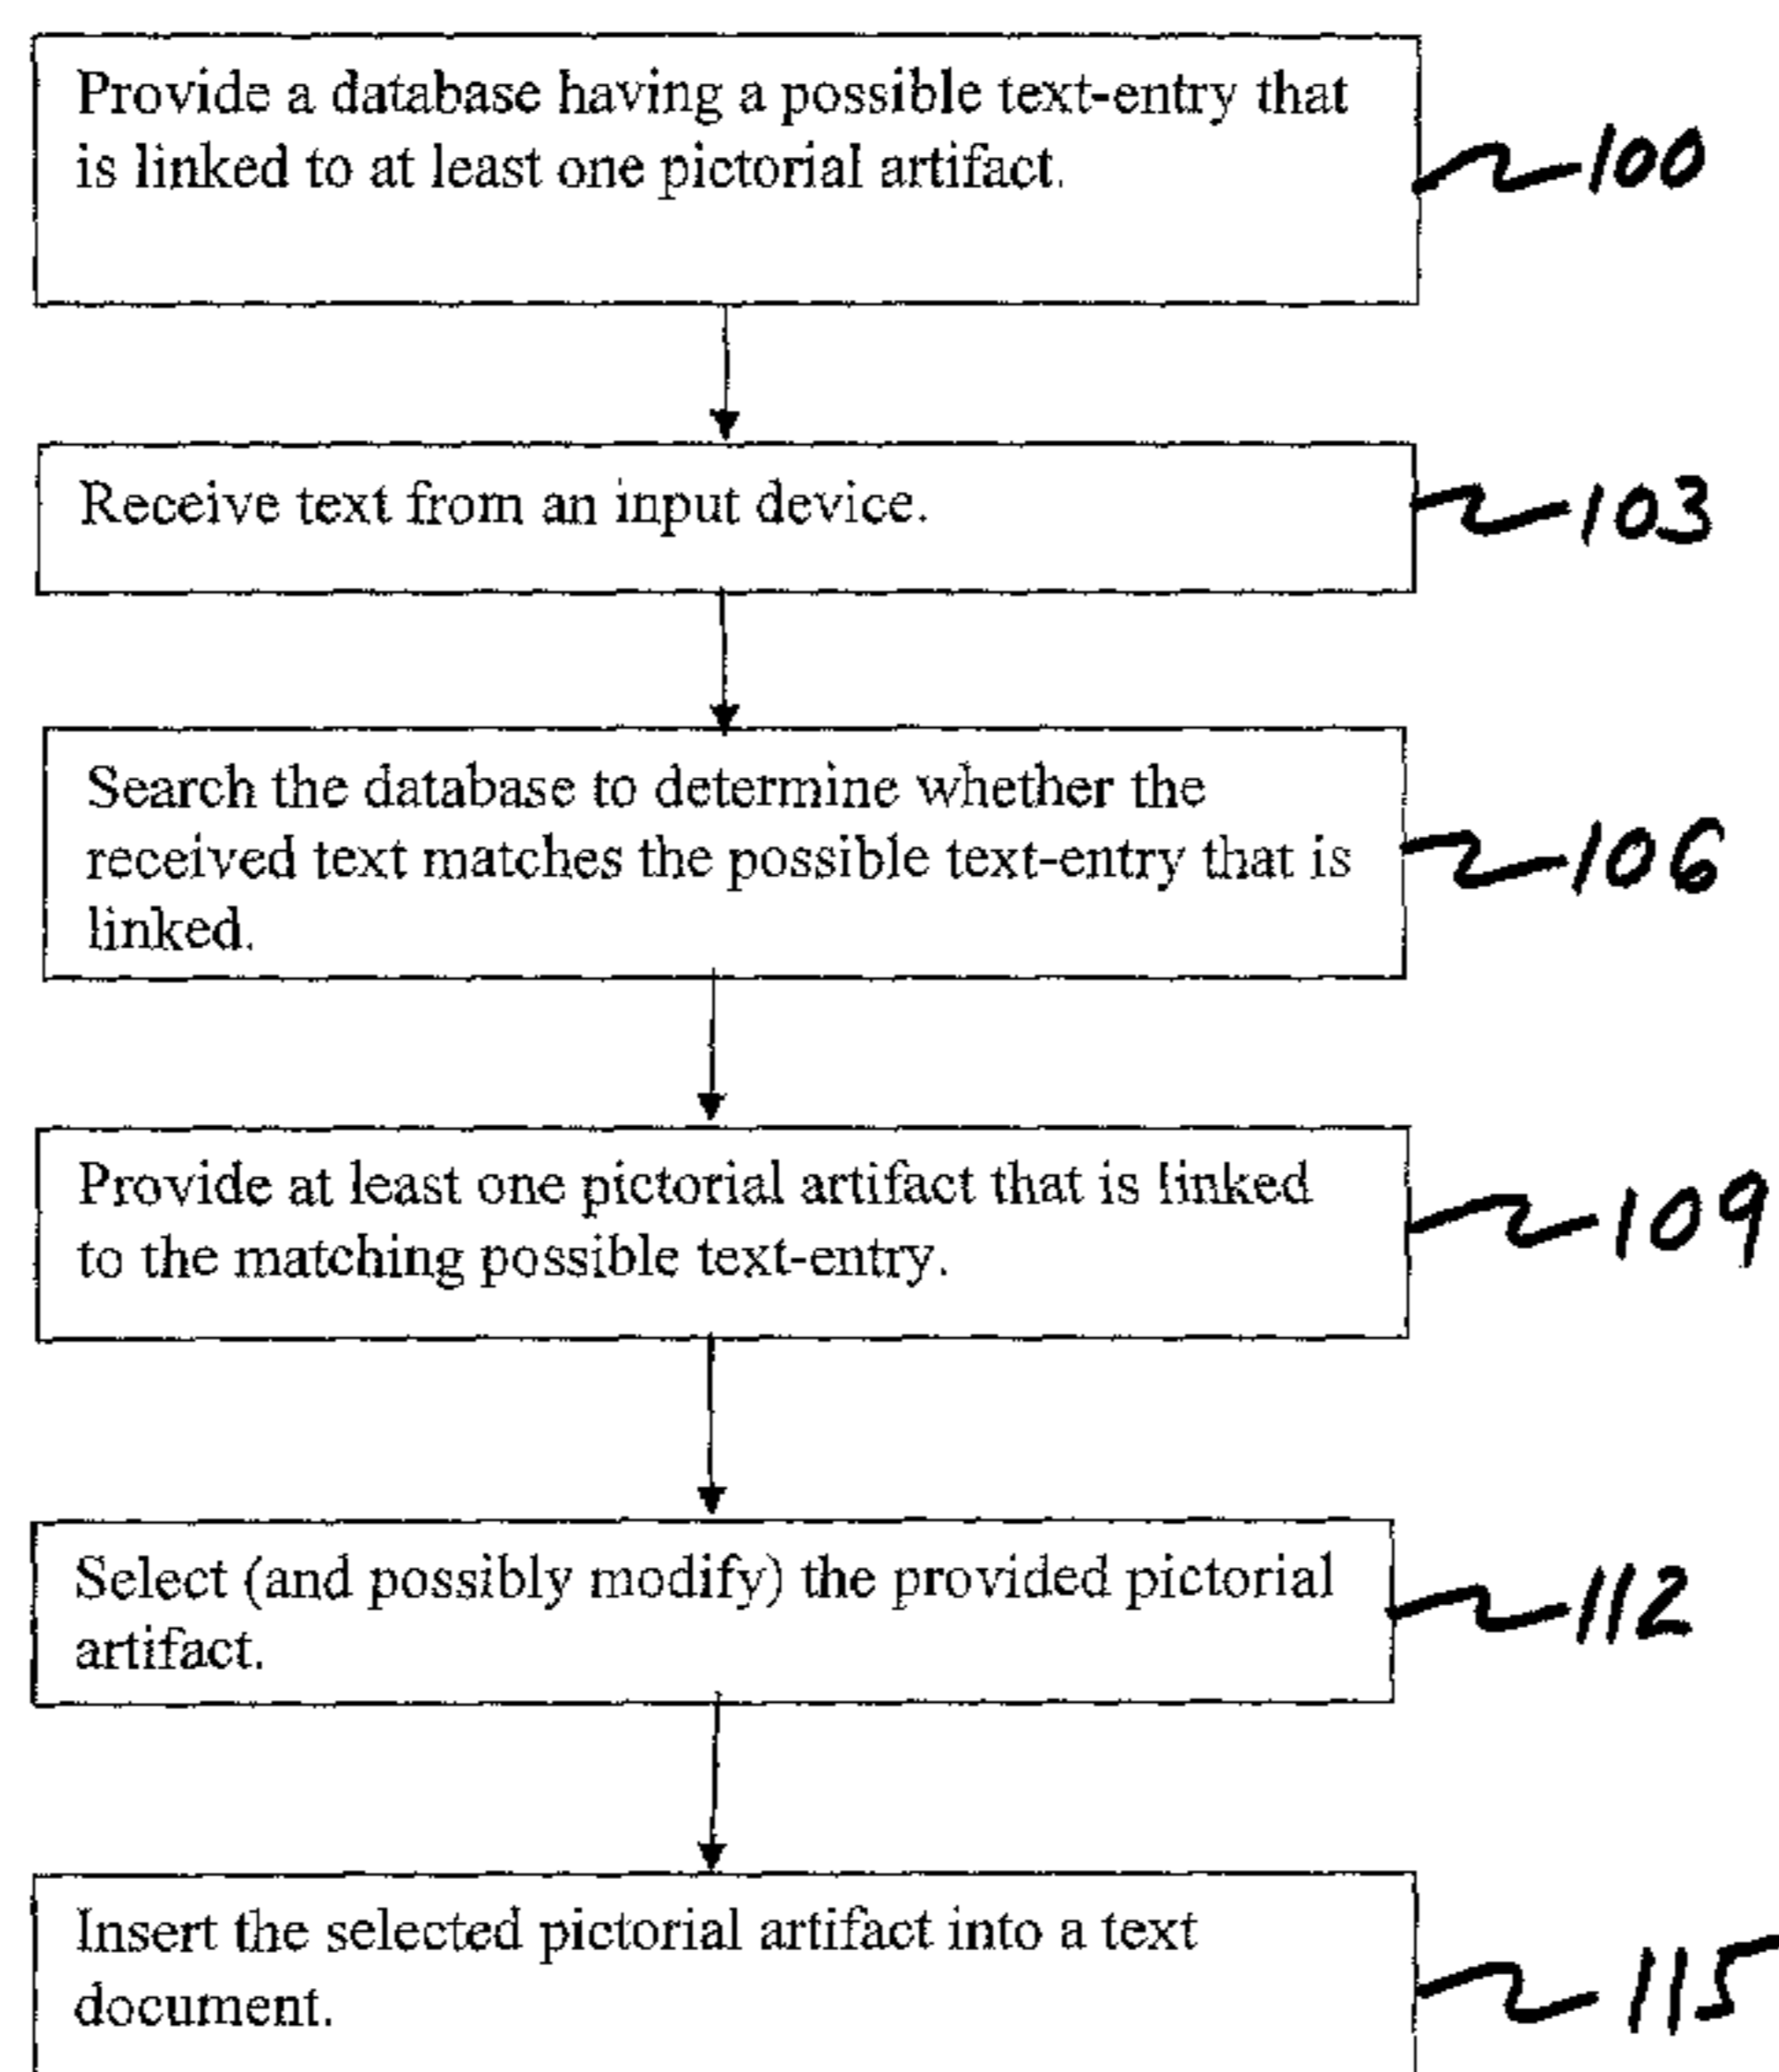 Provide a database having a possible text-entry that
is linked to at least one pictorial artifact.
100
Receive text from an input device.
103
Search the database to determine whether the
received text matches the possible text-entry that is
linked.
106
Provide at least one pictorial artifact that is linked
to the matching possible text-entry.
109
Select (and possibly modify) the provided pictorial
artifact.
112
Insert the selected pictorial artifact into a text
document.
115